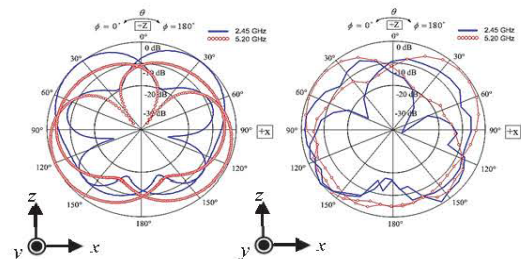 θ
ϕ = 0° +Z ϕ = 180°
2.45 GHz
5.20 GHz
0°
0 dB
30° 30°
-10 dB
60° 60°
-20 dB
-30 dB
90° 90° +x
120° 120°
150° 150°
180°
z
y x
θ
ϕ = 0° +Z ϕ = 180°
2.45 GHz
5.20 GHz
0°
0 dB
30° 30°
-10 dB
60° 60°
-20 dB
-30 dB
90° 90° +x
120° 120°
150° 150°
180°
z
y x